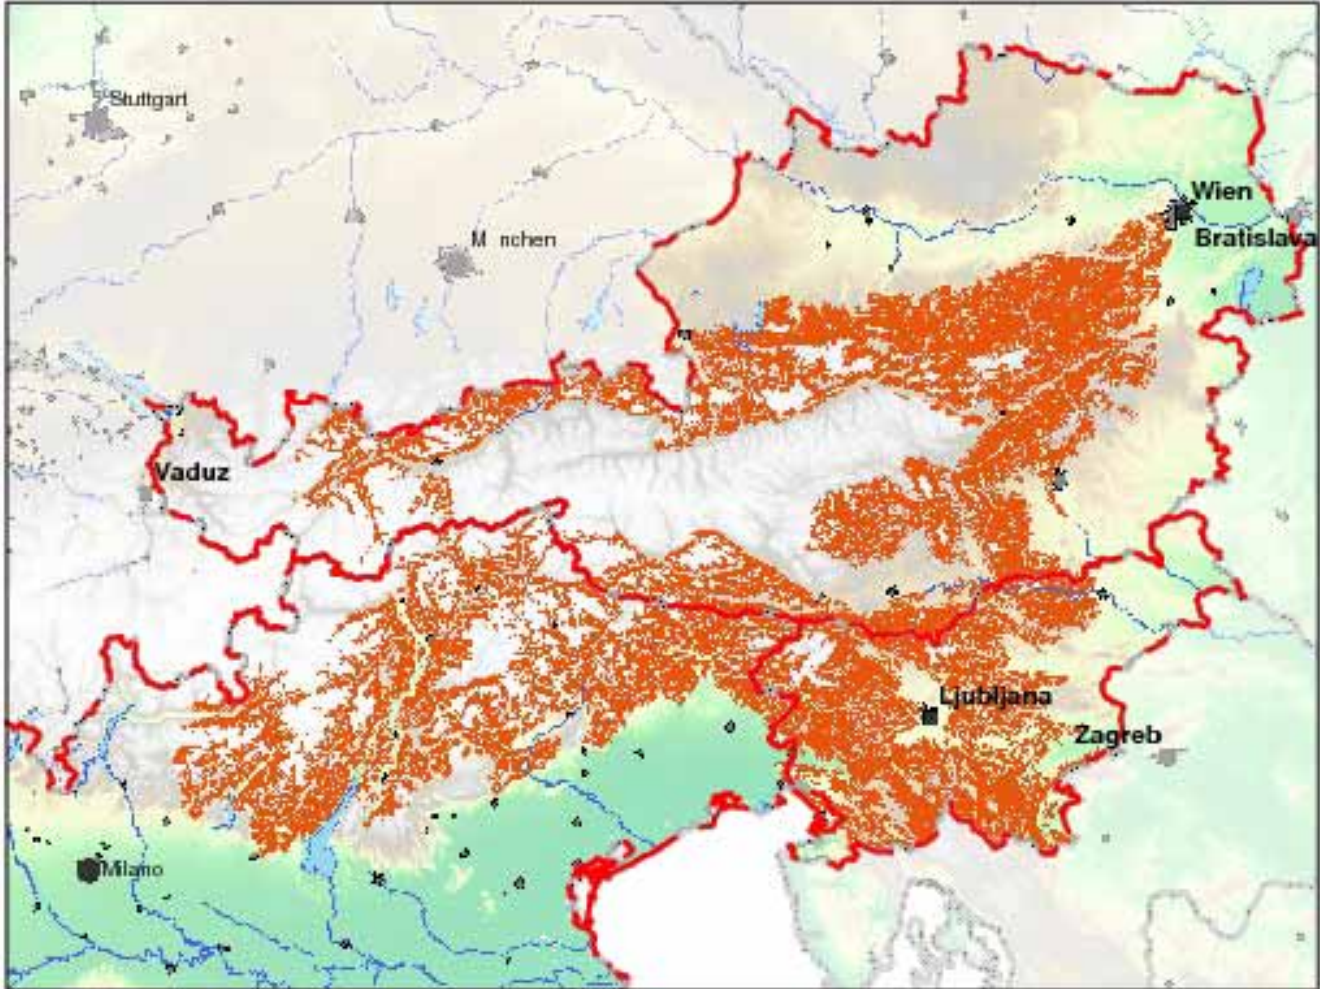 Stuttgart
Wien
M nchen
Bratislava
Vaduz
Ljubljana
Zagreb
Milano